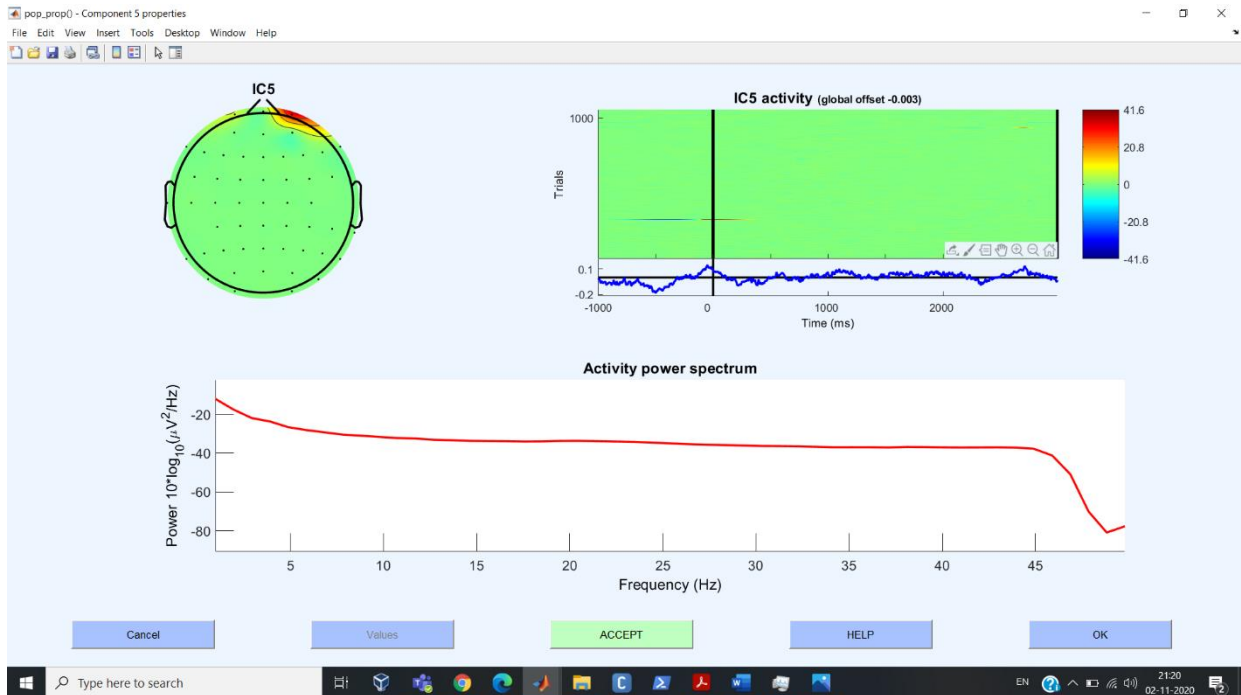 pop_prop() - Component 5 properties
File Edit View Insert Tools Desktop Window Help
IC5
IC5 activity (global offset -0.003)
1000
Trials
41.6
20.8
0
-20.8
-41.6
0.1
-0.2
-1000 0 1000 2000
Time (ms)
Activity power spectrum
Power 10*log10(μV2/Hz)
-20
-40
-60
-80
5 10 15 20 25 30 35 40 45
Frequency (Hz)
Cancel Values ACCEPT HELP OK
Type here to search
EN
21:20
02-11-2020
2